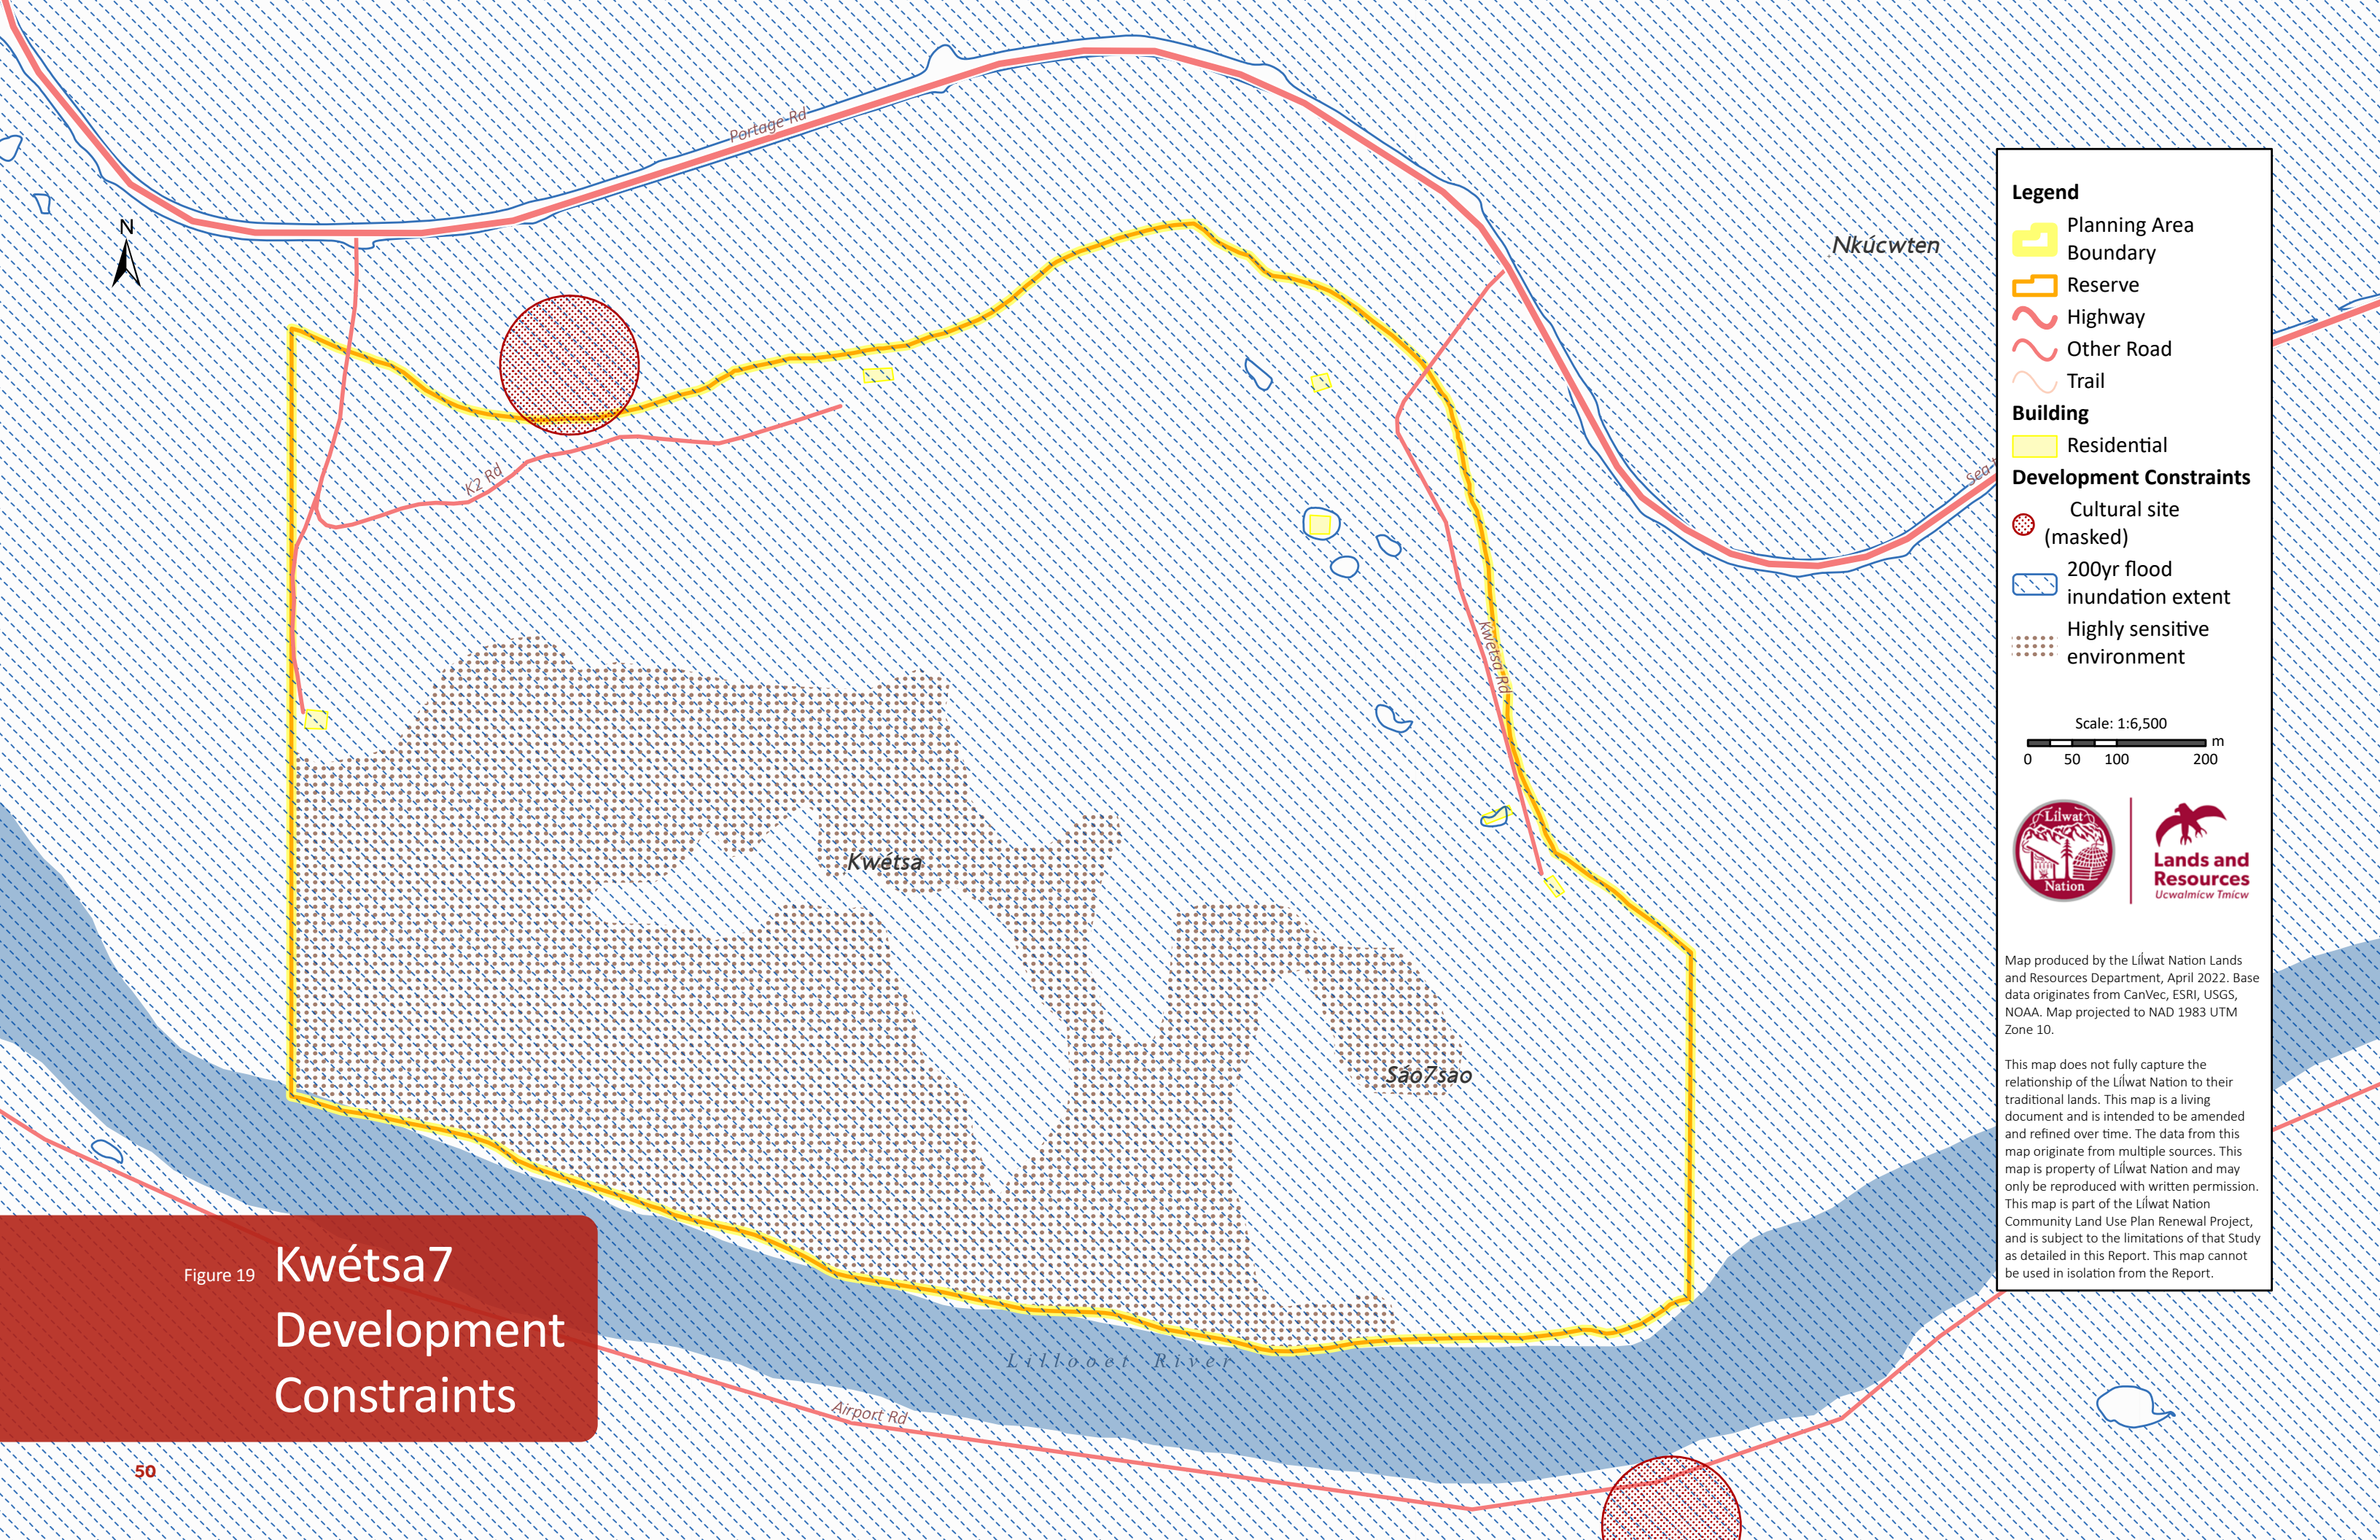 Portage Rd
N
Nkúcwten
K2 Rd
Kwétsa Rd
Kwétsa
Sáo7sao
Lillooet River
Airport Rd
Figure 19
Kwétsa7
Development
Constraints
50
Legend
Planning Area
Boundary
Reserve
Highway
Other Road
Trail
Building
Residential
Development Constraints
Cultural site
(masked)
200yr flood
inundation extent
Highly sensitive
environment
Scale: 1:6,500
m
0 50 100 200
Líl̓wat
Nation
Lands and
Resources
Ucwalmícw Tmícw
Map produced by the Líl̓wat Nation Lands
and Resources Department, April 2022. Base
data originates from CanVec, ESRI, USGS,
NOAA. Map projected to NAD 1983 UTM
Zone 10.
This map does not fully capture the
relationship of the Líl̓wat Nation to their
traditional lands. This map is a living
document and is intended to be amended
and refined over time. The data from this
map originate from multiple sources. This
map is property of Líl̓wat Nation and may
only be reproduced with written permission.
This map is part of the Líl̓wat Nation
Community Land Use Plan Renewal Project,
and is subject to the limitations of that Study
as detailed in this Report. This map cannot
be used in isolation from the Report.